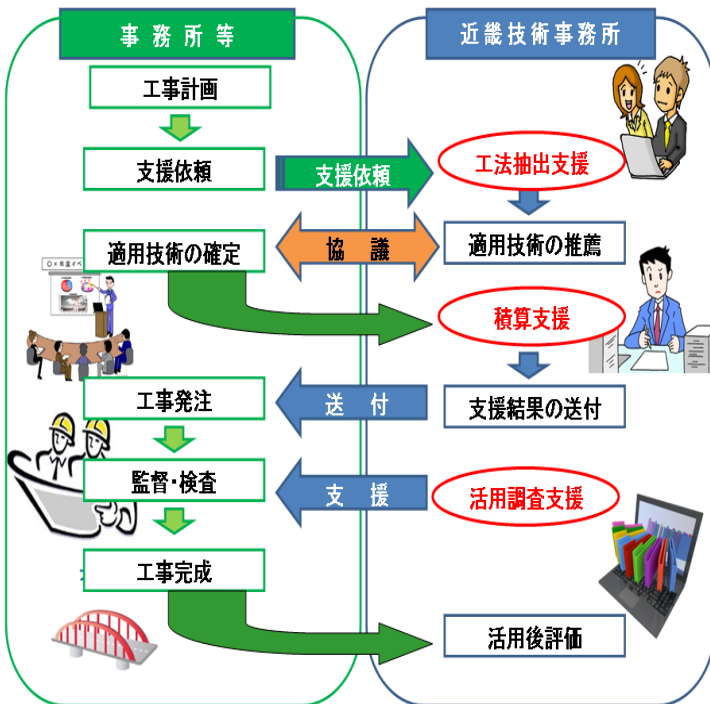 事務所等
近畿技術事務所
工事計画
支援依頼
支援依頼
工法抽出支援
適用技術の確定
協議
適用技術の推薦
○×年度イベ
積算支援
工事発注
送付
支援結果の送付
監督・検査
支援
活用調査支援
工事完成
活用後評価